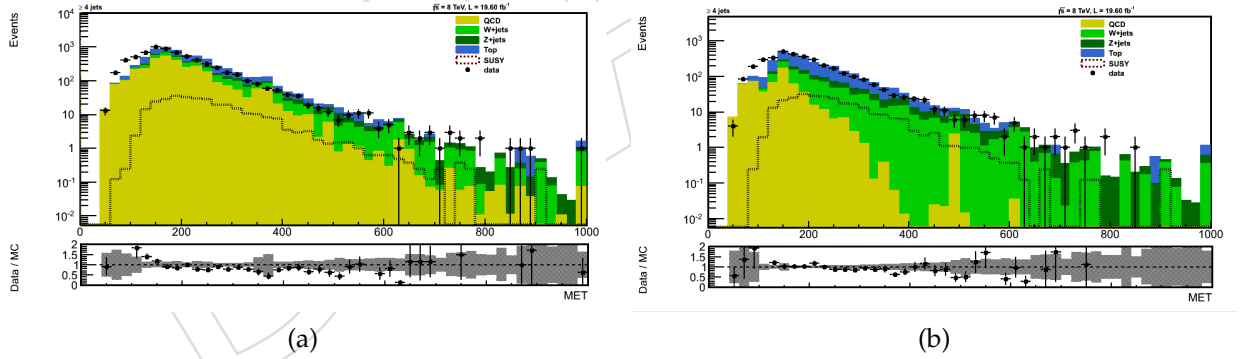 ≥ 4 jets
√s = 8 TeV, L = 19.60 fb⁻¹
Events
QCD
W+jets
Z+jets
Top
SUSY
data
10⁴
10³
10²
10
1
10⁻¹
10⁻²
0 200 400 600 800 1000
Data / MC
2
1.5
1
0.5
0
MET
(a)
≥ 4 jets
√s = 8 TeV, L = 19.60 fb⁻¹
Events
QCD
W+jets
Z+jets
Top
SUSY
data
10³
10²
10
1
10⁻¹
10⁻²
0 200 400 600 800 1000
Data / MC
2
1.5
1
0.5
0
MET
(b)